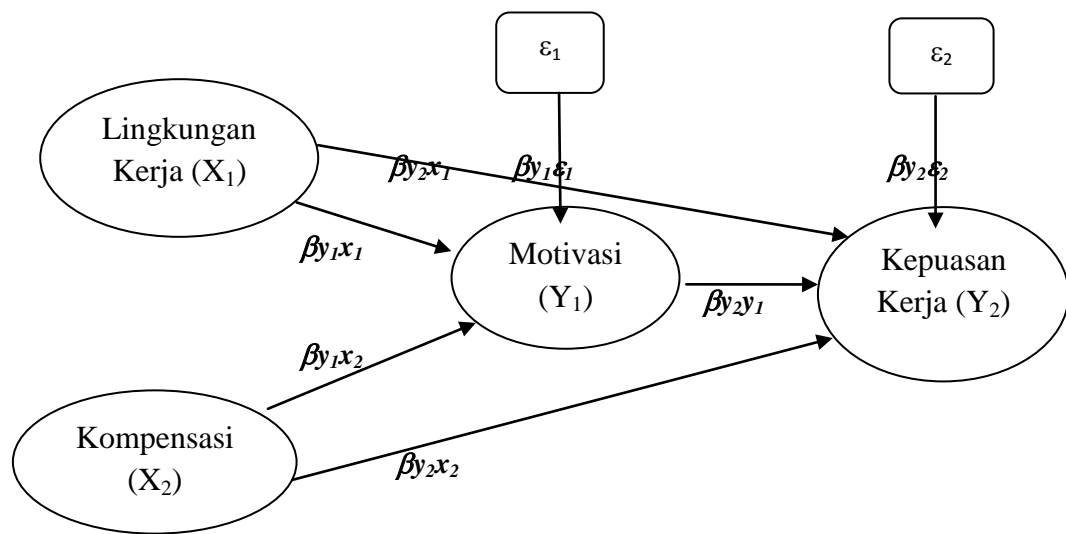 ε₁
ε₂
Lingkungan
Kerja (X₁)
βy₂x₁
βy₁ε₁
βy₂ε₂
βy₁x₁
Motivasi
(Y₁)
Kepuasan
Kerja (Y₂)
βy₂y₁
βy₁x₂
Kompensasi
(X₂)
βy₂x₂